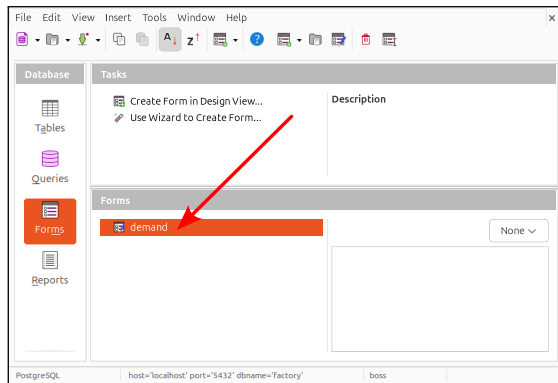 File Edit View Insert Tools Window Help
Database
Tables
Queries
Forms
Reports
Tasks
Create Form in Design View...
Use Wizard to Create Form...
Description
Forms
demand
None
PostgreSQL host='localhost' port='5432' dbname='factory' boss